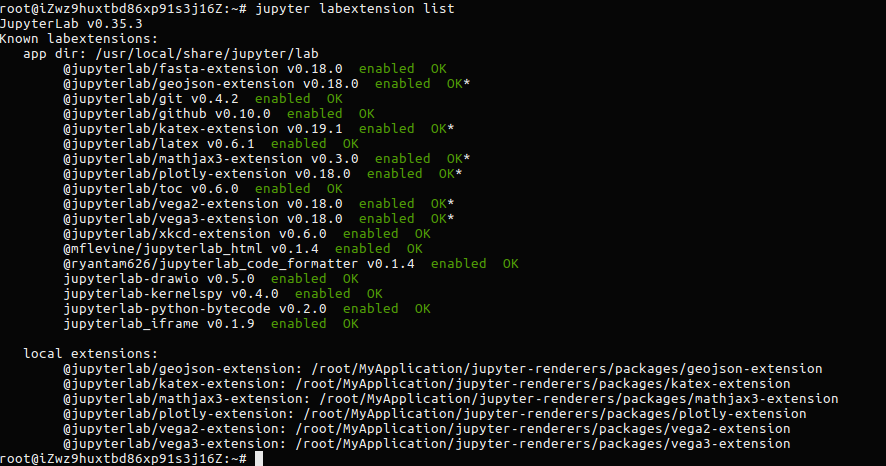 root@iZwz9huxtbd86xp91s3j16Z:~# jupyter labextension list
JupyterLab v0.35.3
Known labextensions:
   app dir: /usr/local/share/jupyter/lab
        @jupyterlab/fasta-extension v0.18.0  enabled  OK
        @jupyterlab/geojson-extension v0.18.0  enabled  OK*
        @jupyterlab/git v0.4.2  enabled  OK
        @jupyterlab/github v0.10.0  enabled  OK
        @jupyterlab/katex-extension v0.19.1  enabled  OK*
        @jupyterlab/latex v0.6.1  enabled  OK
        @jupyterlab/mathjax3-extension v0.3.0  enabled  OK*
        @jupyterlab/plotly-extension v0.18.0  enabled  OK*
        @jupyterlab/toc v0.6.0  enabled  OK
        @jupyterlab/vega2-extension v0.18.0  enabled  OK*
        @jupyterlab/vega3-extension v0.18.0  enabled  OK*
        @jupyterlab/xkcd-extension v0.6.0  enabled  OK
        @mflevine/jupyterlab_html v0.1.4  enabled  OK
        @ryantam626/jupyterlab_code_formatter v0.1.4  enabled  OK
        jupyterlab-drawio v0.5.0  enabled  OK
        jupyterlab-kernelspy v0.4.0  enabled  OK
        jupyterlab-python-bytecode v0.2.0  enabled  OK
        jupyterlab_iframe v0.1.9  enabled  OK
   local extensions:
        @jupyterlab/geojson-extension: /root/MyApplication/jupyter-renderers/packages/geojson-extension
        @jupyterlab/katex-extension: /root/MyApplication/jupyter-renderers/packages/katex-extension
        @jupyterlab/mathjax3-extension: /root/MyApplication/jupyter-renderers/packages/mathjax3-extension
        @jupyterlab/plotly-extension: /root/MyApplication/jupyter-renderers/packages/plotly-extension
        @jupyterlab/vega2-extension: /root/MyApplication/jupyter-renderers/packages/vega2-extension
        @jupyterlab/vega3-extension: /root/MyApplication/jupyter-renderers/packages/vega3-extension
root@iZwz9huxtbd86xp91s3j16Z:~#